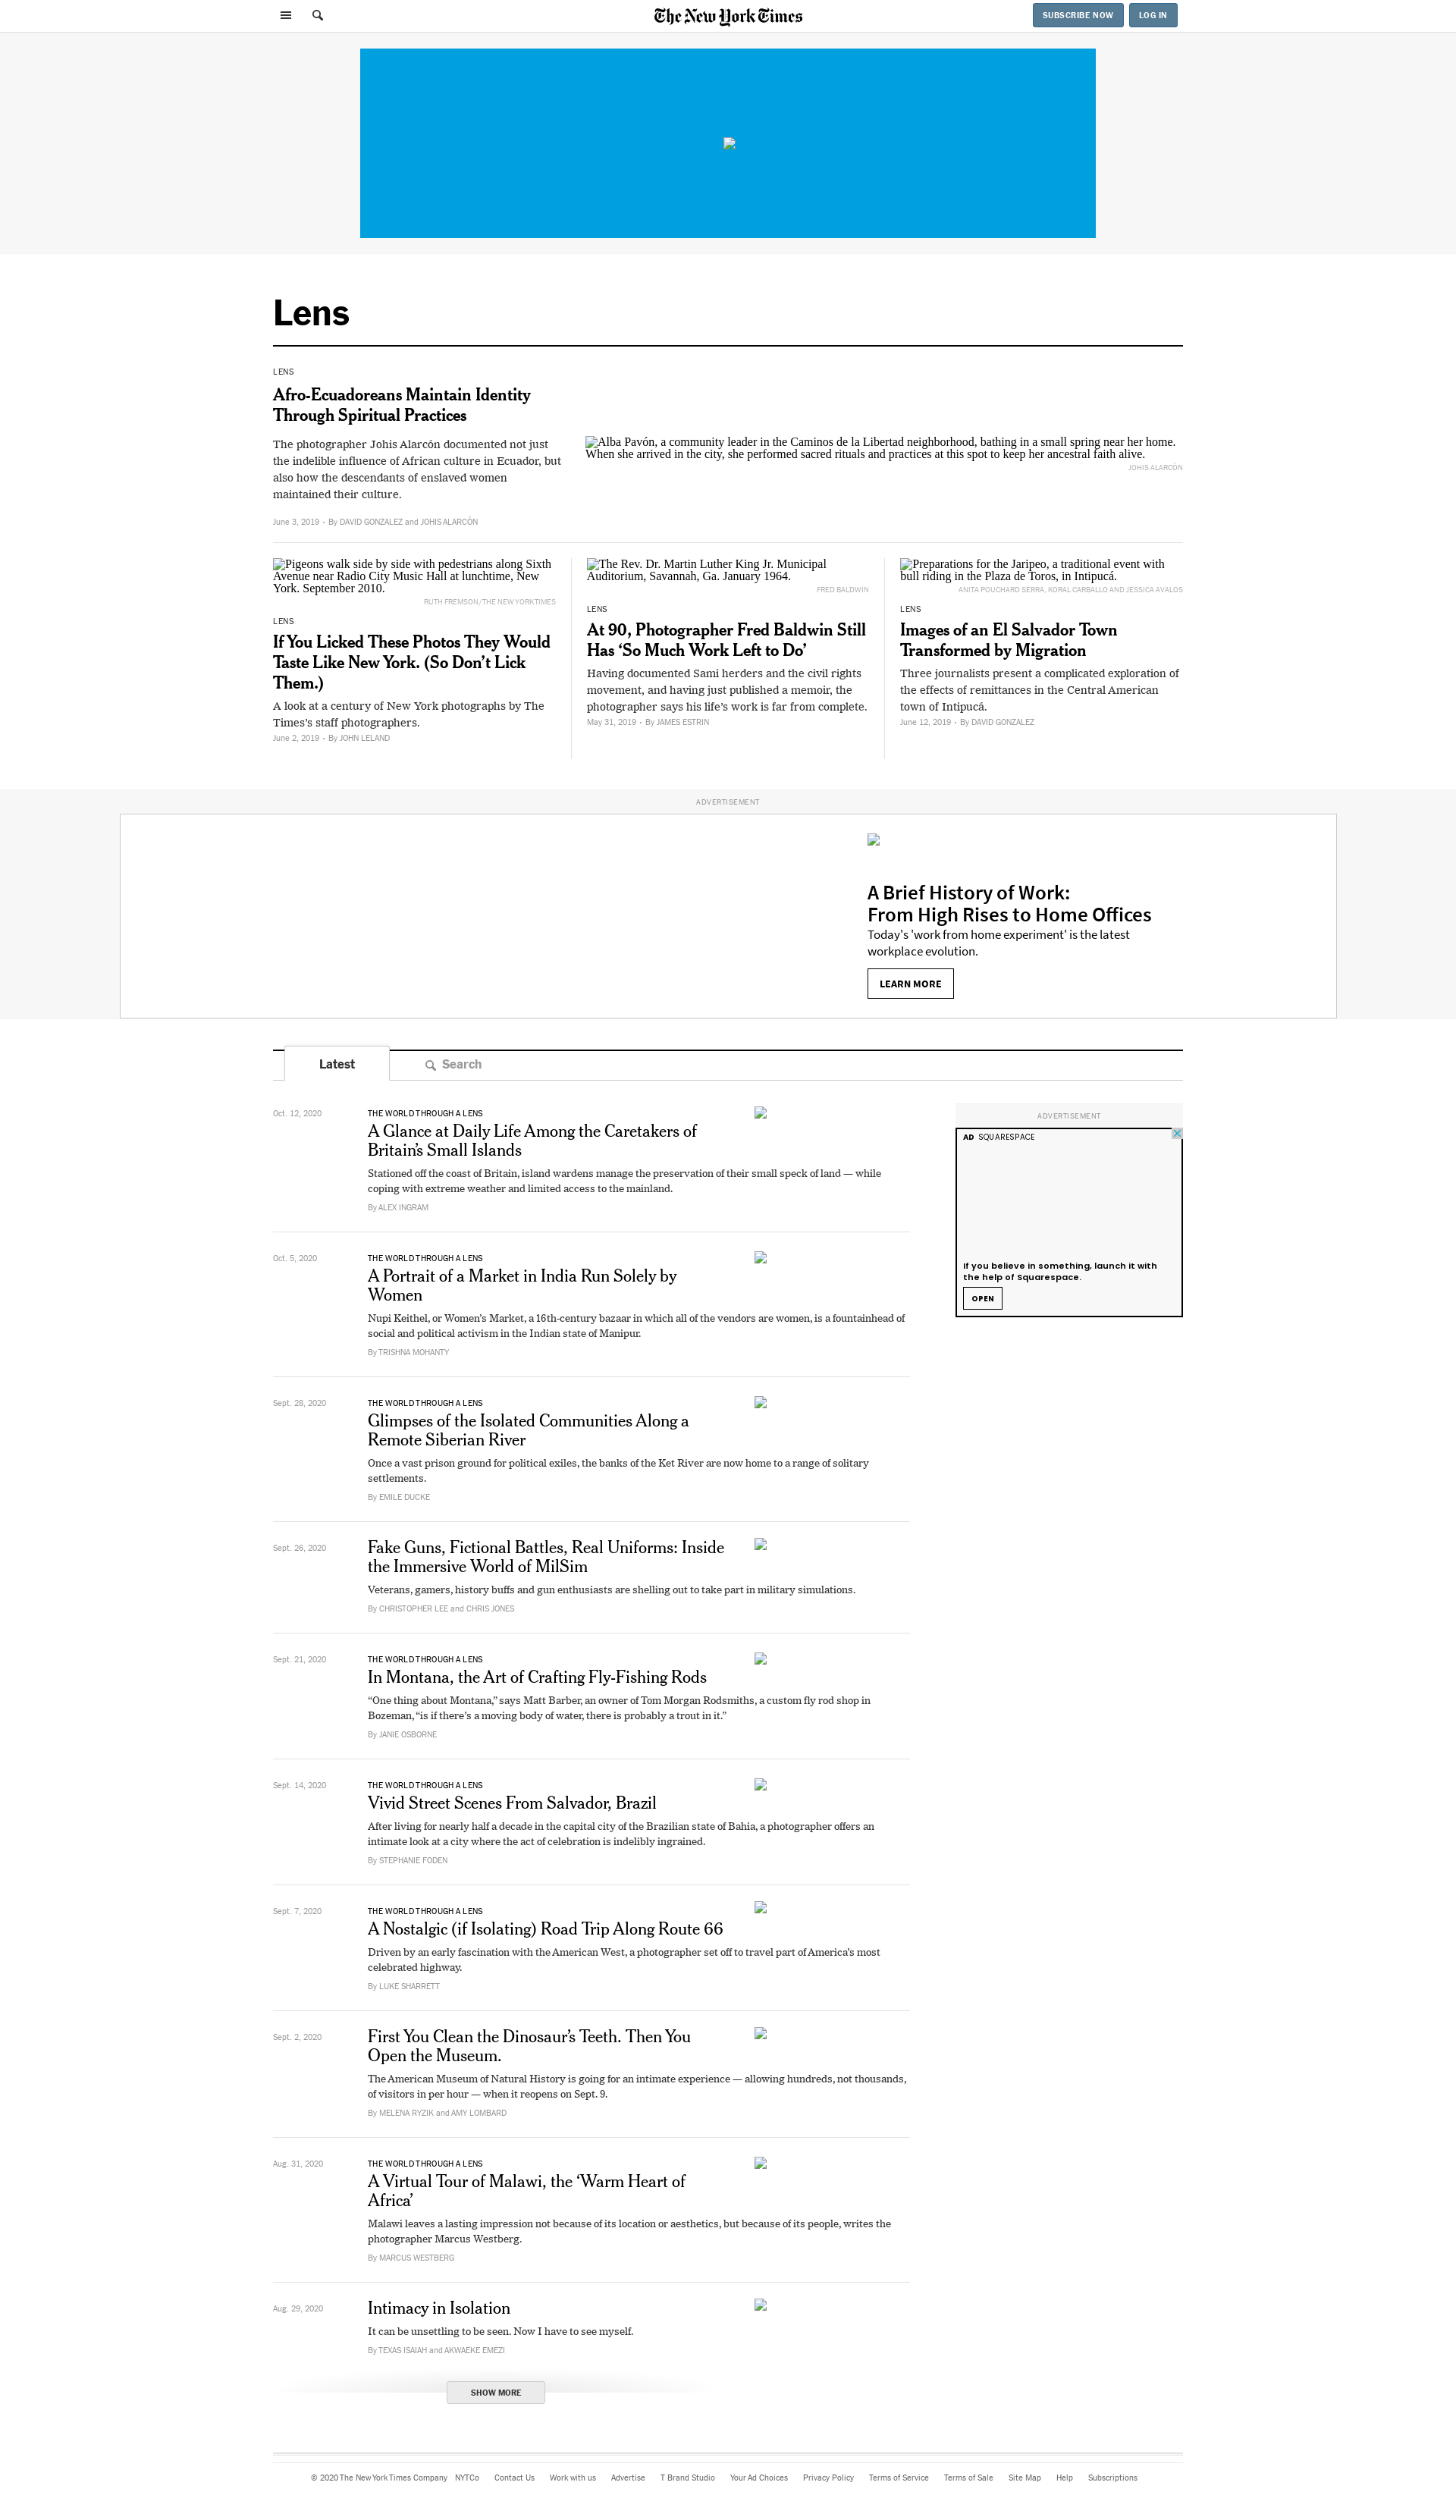 The New York Times
SUBSCRIBE NOW
LOG IN
Lens
LENS
Afro-Ecuadoreans Maintain Identity
Through Spiritual Practices
The photographer Johis Alarcón documented not just
the indelible influence of African culture in Ecuador, but
also how the descendants of enslaved women
maintained their culture.
June 3, 2019 • By DAVID GONZALEZ and JOHIS ALARCÓN
Alba Pavón, a community leader in the Caminos de la Libertad neighborhood, bathing in a small spring near her home.
When she arrived in the city, she performed sacred rituals and practices at this spot to keep her ancestral faith alive.
JOHIS ALARCÓN
Pigeons walk side by side with pedestrians along Sixth
Avenue near Radio City Music Hall at lunchtime, New
York. September 2010.
RUTH FREMSON/THE NEW YORK TIMES
LENS
If You Licked These Photos They Would
Taste Like New York. (So Don’t Lick
Them.)
A look at a century of New York photographs by The
Times’s staff photographers.
June 2, 2019 • By JOHN LELAND
The Rev. Dr. Martin Luther King Jr. Municipal
Auditorium, Savannah, Ga. January 1964.
FRED BALDWIN
LENS
At 90, Photographer Fred Baldwin Still
Has ‘So Much Work Left to Do’
Having documented Sami herders and the civil rights
movement, and having just published a memoir, the
photographer says his life’s work is far from complete.
May 31, 2019 • By JAMES ESTRIN
Preparations for the Jaripeo, a traditional event with
bull riding in the Plaza de Toros, in Intipucá.
ANITA POUCHARD SERRA, KORAL CARBALLO AND JESSICA AVALOS
LENS
Images of an El Salvador Town
Transformed by Migration
Three journalists present a complicated exploration of
the effects of remittances in the Central American
town of Intipucá.
June 12, 2019 • By DAVID GONZALEZ
ADVERTISEMENT
A Brief History of Work:
From High Rises to Home Offices
Today's 'work from home experiment' is the latest
workplace evolution.
LEARN MORE
Latest
Search
Oct. 12, 2020
THE WORLD THROUGH A LENS
A Glance at Daily Life Among the Caretakers of
Britain’s Small Islands
Stationed off the coast of Britain, island wardens manage the preservation of their small speck of land — while
coping with extreme weather and limited access to the mainland.
By ALEX INGRAM
ADVERTISEMENT
AD SQUARESPACE
If you believe in something, launch it with
the help of Squarespace.
OPEN
Oct. 5, 2020
THE WORLD THROUGH A LENS
A Portrait of a Market in India Run Solely by
Women
Nupi Keithel, or Women’s Market, a 16th-century bazaar in which all of the vendors are women, is a fountainhead of
social and political activism in the Indian state of Manipur.
By TRISHNA MOHANTY
Sept. 28, 2020
THE WORLD THROUGH A LENS
Glimpses of the Isolated Communities Along a
Remote Siberian River
Once a vast prison ground for political exiles, the banks of the Ket River are now home to a range of solitary
settlements.
By EMILE DUCKE
Sept. 26, 2020
Fake Guns, Fictional Battles, Real Uniforms: Inside
the Immersive World of MilSim
Veterans, gamers, history buffs and gun enthusiasts are shelling out to take part in military simulations.
By CHRISTOPHER LEE and CHRIS JONES
Sept. 21, 2020
THE WORLD THROUGH A LENS
In Montana, the Art of Crafting Fly-Fishing Rods
“One thing about Montana,” says Matt Barber, an owner of Tom Morgan Rodsmiths, a custom fly rod shop in
Bozeman, “is if there’s a moving body of water, there is probably a trout in it.”
By JANIE OSBORNE
Sept. 14, 2020
THE WORLD THROUGH A LENS
Vivid Street Scenes From Salvador, Brazil
After living for nearly half a decade in the capital city of the Brazilian state of Bahia, a photographer offers an
intimate look at a city where the act of celebration is indelibly ingrained.
By STEPHANIE FODEN
Sept. 7, 2020
THE WORLD THROUGH A LENS
A Nostalgic (if Isolating) Road Trip Along Route 66
Driven by an early fascination with the American West, a photographer set off to travel part of America’s most
celebrated highway.
By LUKE SHARRETT
Sept. 2, 2020
First You Clean the Dinosaur’s Teeth. Then You
Open the Museum.
The American Museum of Natural History is going for an intimate experience — allowing hundreds, not thousands,
of visitors in per hour — when it reopens on Sept. 9.
By MELENA RYZIK and AMY LOMBARD
Aug. 31, 2020
THE WORLD THROUGH A LENS
A Virtual Tour of Malawi, the ‘Warm Heart of
Africa’
Malawi leaves a lasting impression not because of its location or aesthetics, but because of its people, writes the
photographer Marcus Westberg.
By MARCUS WESTBERG
Aug. 29, 2020
Intimacy in Isolation
It can be unsettling to be seen. Now I have to see myself.
By TEXAS ISAIAH and AKWAEKE EMEZI
SHOW MORE
© 2020 The New York Times Company NYTCo Contact Us Work with us Advertise T Brand Studio Your Ad Choices Privacy Policy Terms of Service Terms of Sale Site Map Help Subscriptions